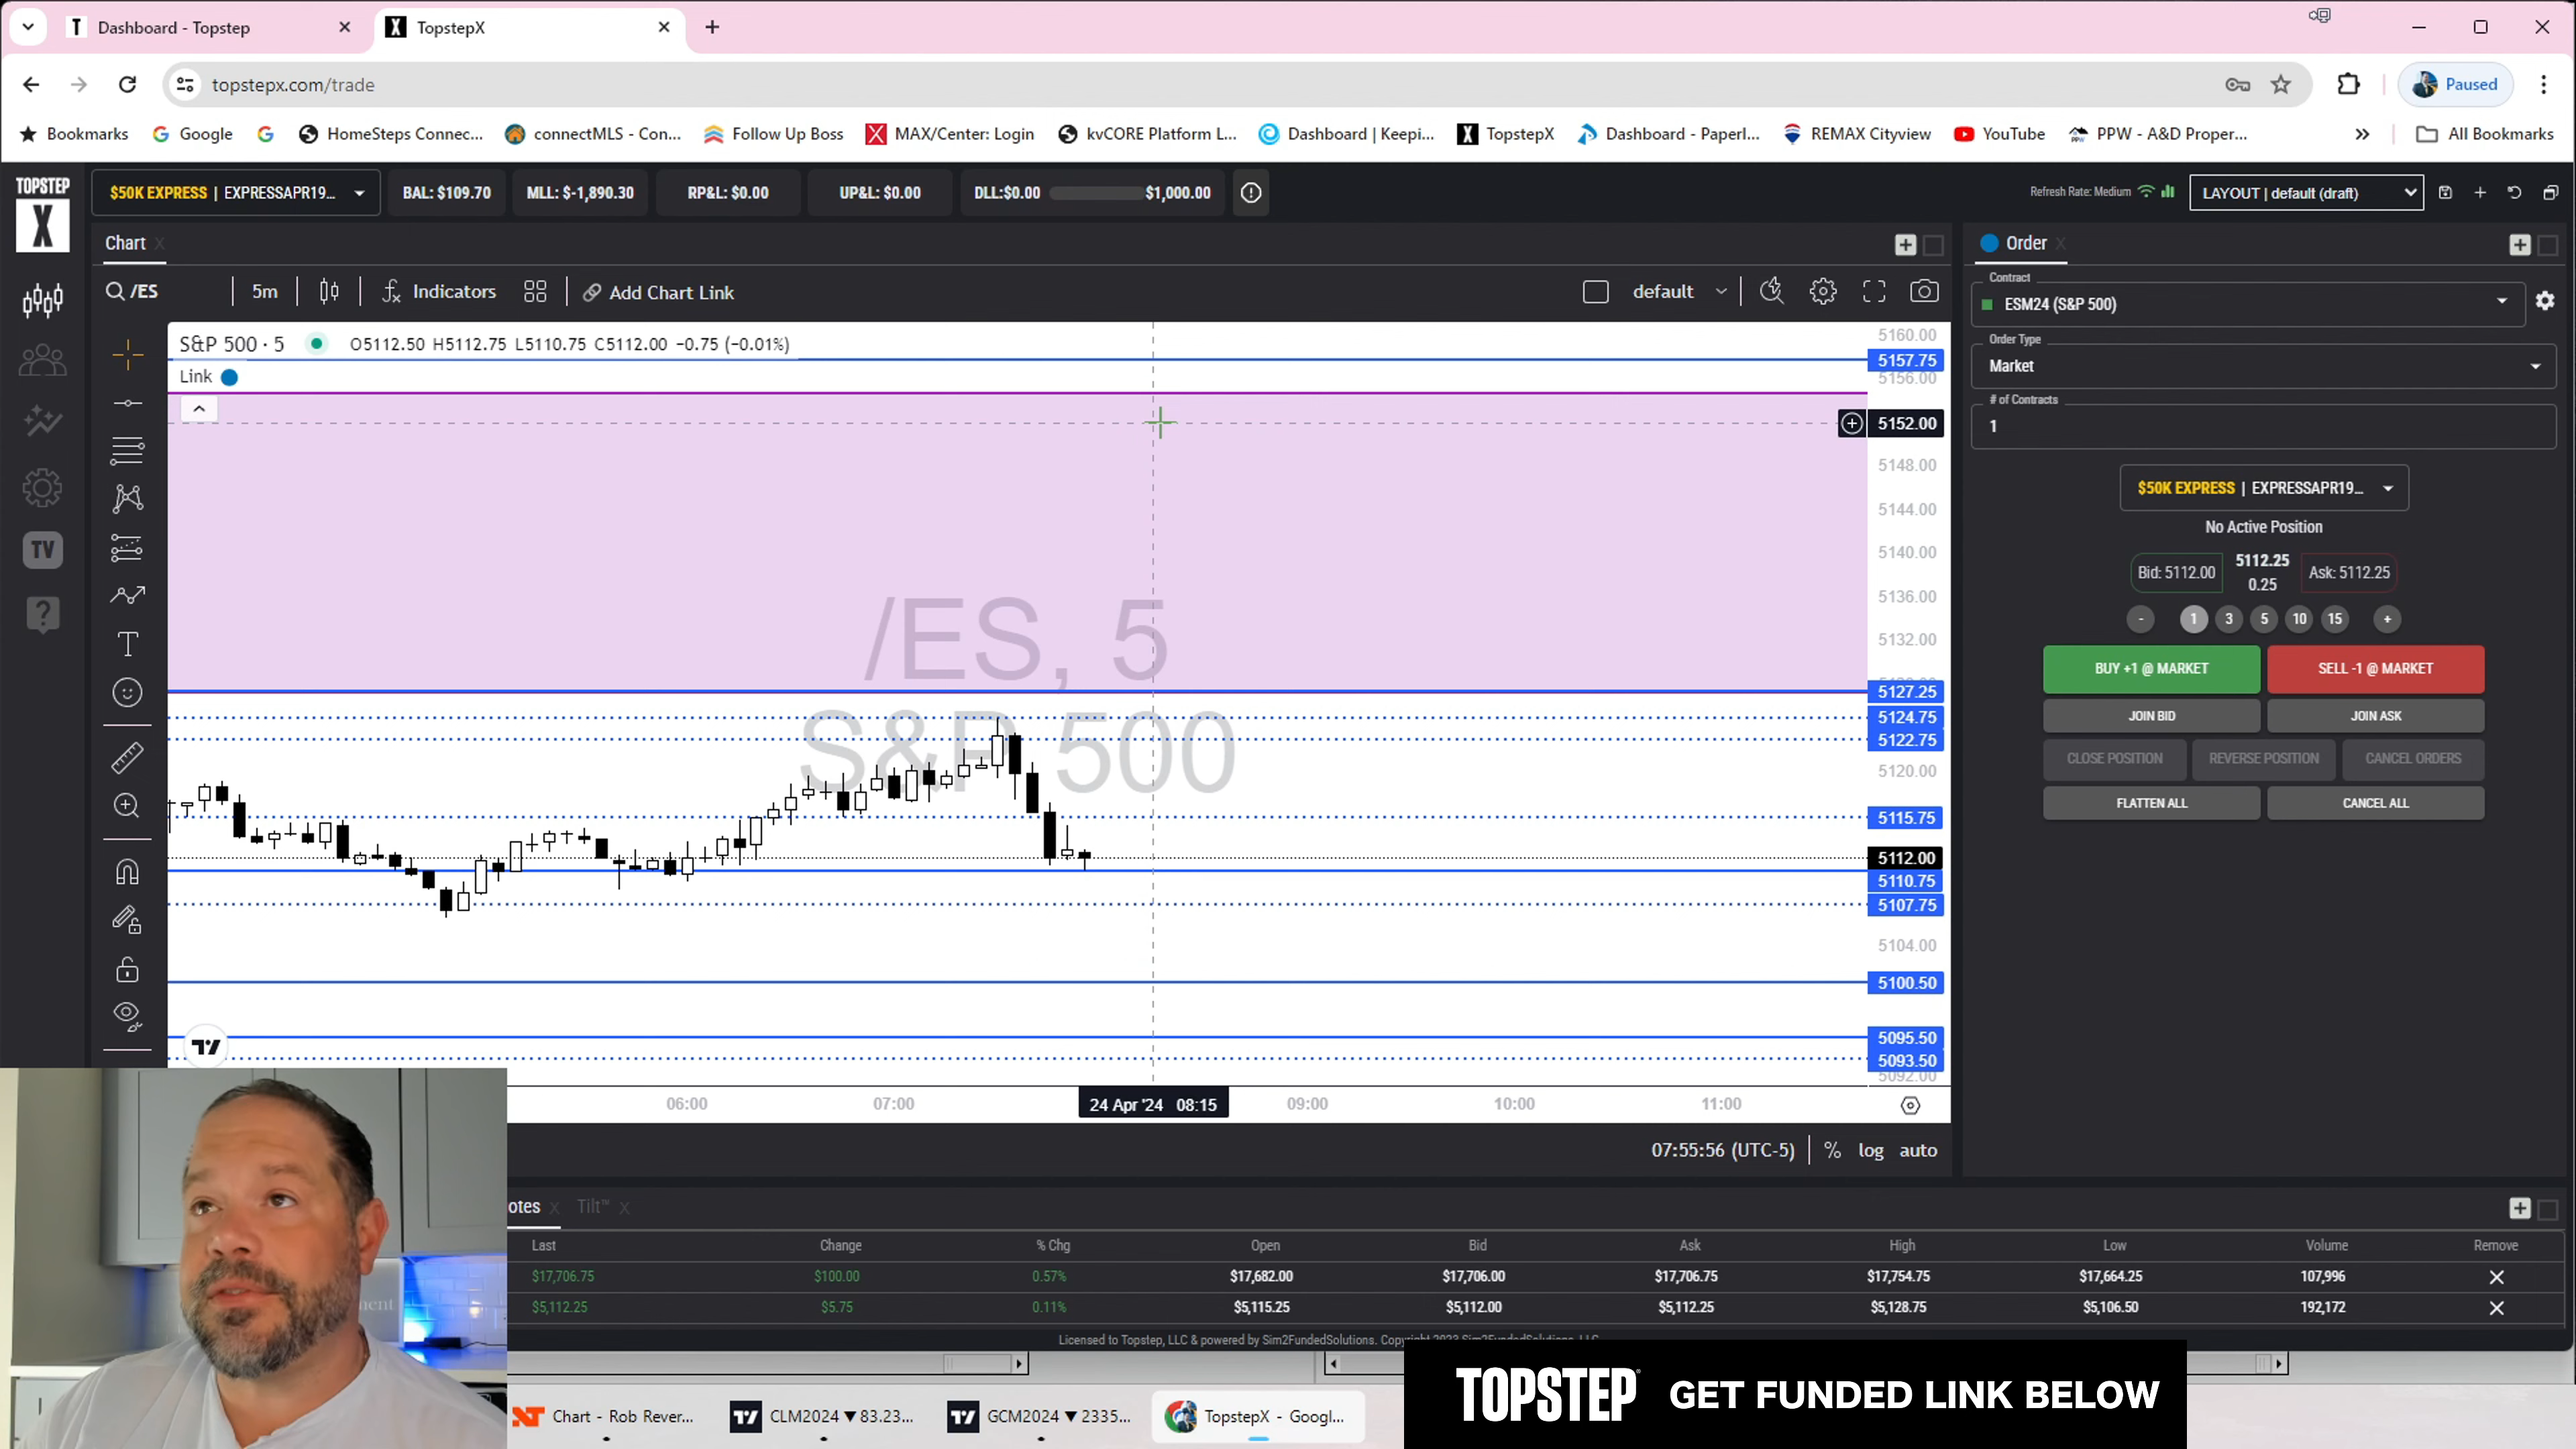 T Dashboard - Topstep
X TopstepX
topstepx.com/trade
Paused
Bookmarks
Google
HomeSteps Connec...
connectMLS - Con...
Follow Up Boss
MAX/Center: Login
kvCORE Platform L...
Dashboard | Keepi...
TopstepX
Dashboard - Paperl...
REMAX Cityview
YouTube
PPW - A&D Proper...
All Bookmarks
TOPSTEP
X
$50K EXPRESS | EXPRESSAPR19...
BAL: $109.70
MLL: $-1,890.30
RP&L: $0.00
UP&L: $0.00
DLL:$0.00
$1,000.00
Refresh Rate: Medium
LAYOUT | default (draft)
Chart X
Order X
/ES
5m
Indicators
Add Chart Link
default
S&P 500 · 5
O5112.50 H5112.75 L5110.75 C5112.00 -0.75 (-0.01%)
Link
/ES, 5
S&P 500
5160.00
5157.75
5156.00
5152.00
5148.00
5144.00
5140.00
5136.00
5132.00
5127.25
5124.75
5122.75
5120.00
5115.75
5112.00
5110.75
5107.75
5104.00
5100.50
5095.50
5093.50
5092.00
06:00
07:00
24 Apr '24 08:15
09:00
10:00
11:00
07:55:56 (UTC-5)
%
log
auto
TV
?
T
Contract
ESM24 (S&P 500)
Order Type
Market
# of Contracts
1
$50K EXPRESS | EXPRESSAPR19...
No Active Position
Bid: 5112.00
5112.25
0.25
Ask: 5112.25
- 1 3 5 10 15 +
BUY +1 @ MARKET
SELL -1 @ MARKET
JOIN BID
JOIN ASK
CLOSE POSITION
REVERSE POSITION
CANCEL ORDERS
FLATTEN ALL
CANCEL ALL
otes X
Tilt™ X
Last Change % Chg Open Bid Ask High Low Volume Remove
$17,706.75 $100.00 0.57% $17,682.00 $17,706.00 $17,706.75 $17,754.75 $17,664.25 107,996
$5,112.25 $5.75 0.11% $5,115.25 $5,112.00 $5,112.25 $5,128.75 $5,106.50 192,172
Licensed to Topstep, LLC & powered by Sim2FundedSolutions. Copyright 2023 Sim2FundedSolutions, LLC
Chart - Rob Rever...
CLM2024 ▼ 83.23...
GCM2024 ▼ 2335...
TopstepX - Googl...
TOPSTEP GET FUNDED LINK BELOW